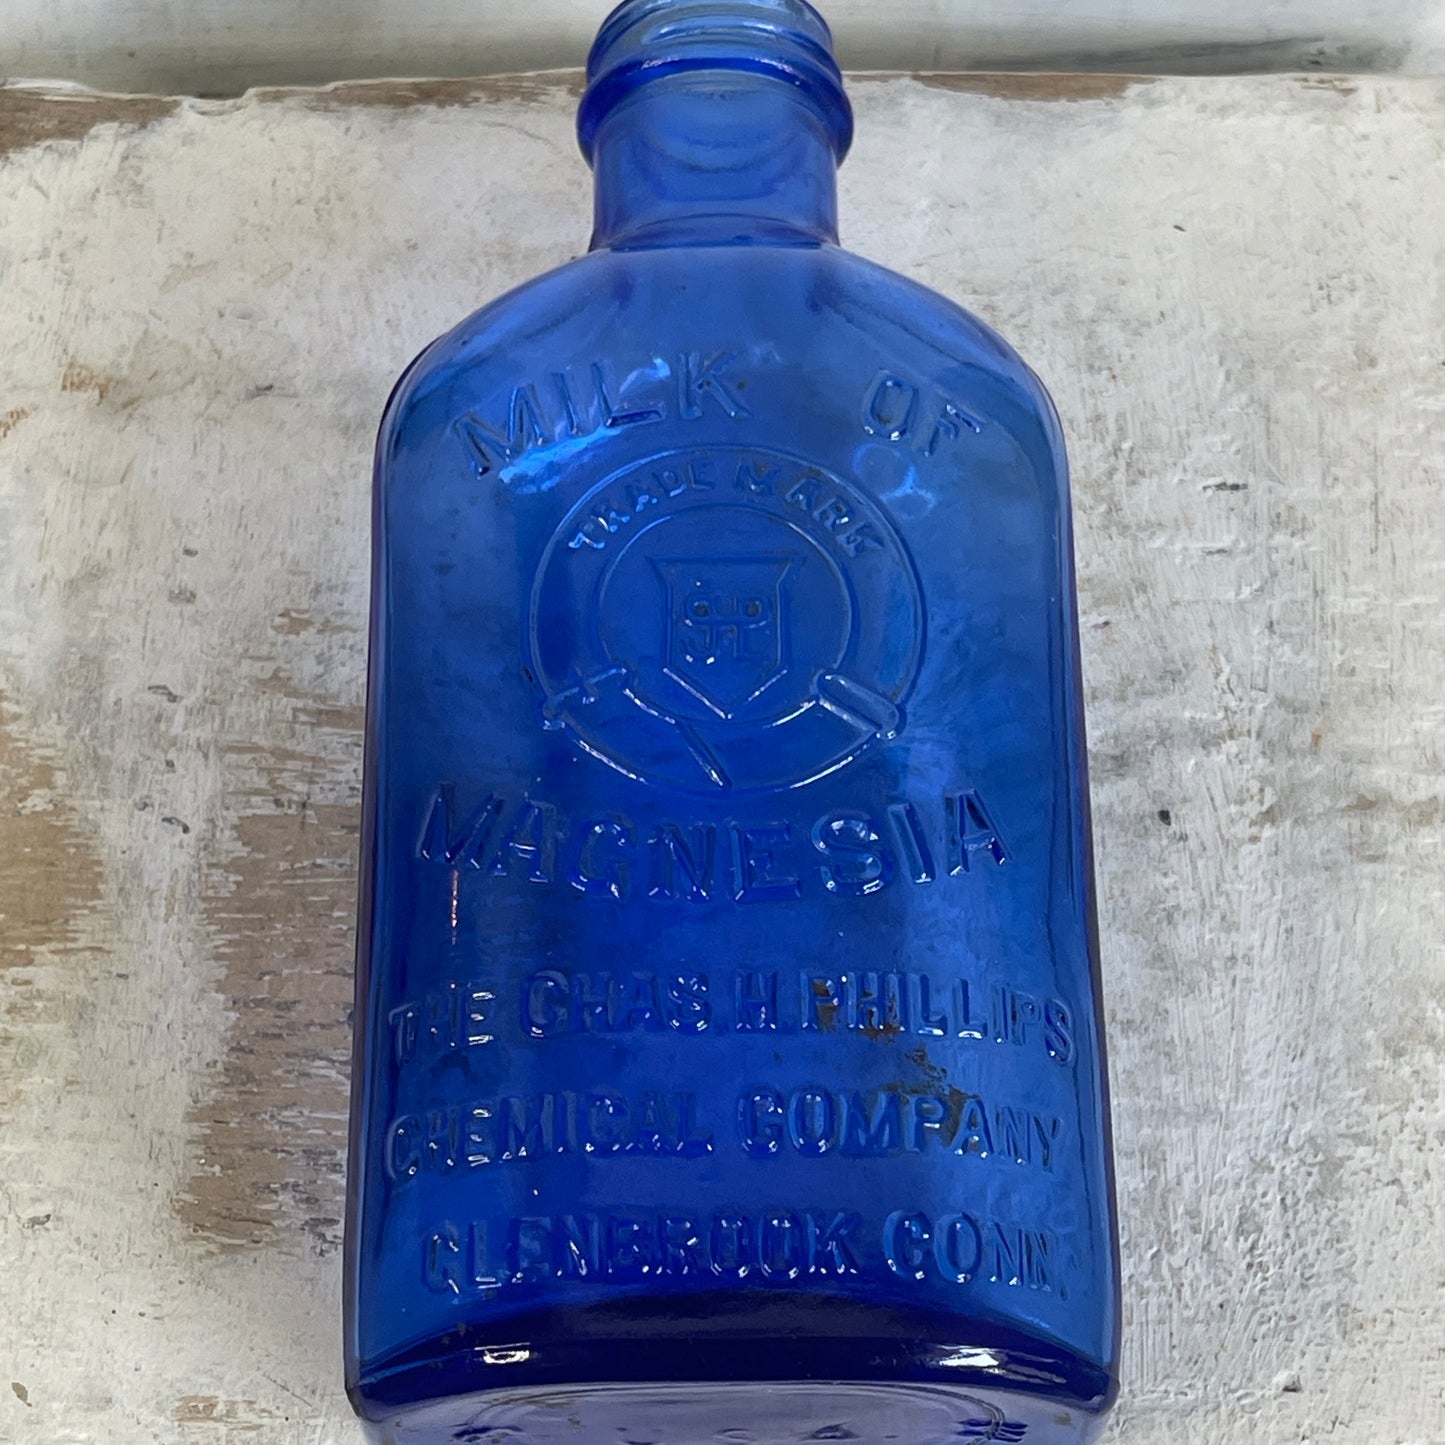 MILK OF
TRADE MARK
MAGNESIA
THE CHAS H. PHILLIPS
CHEMICAL COMPANY
GLENBROOK CONN.